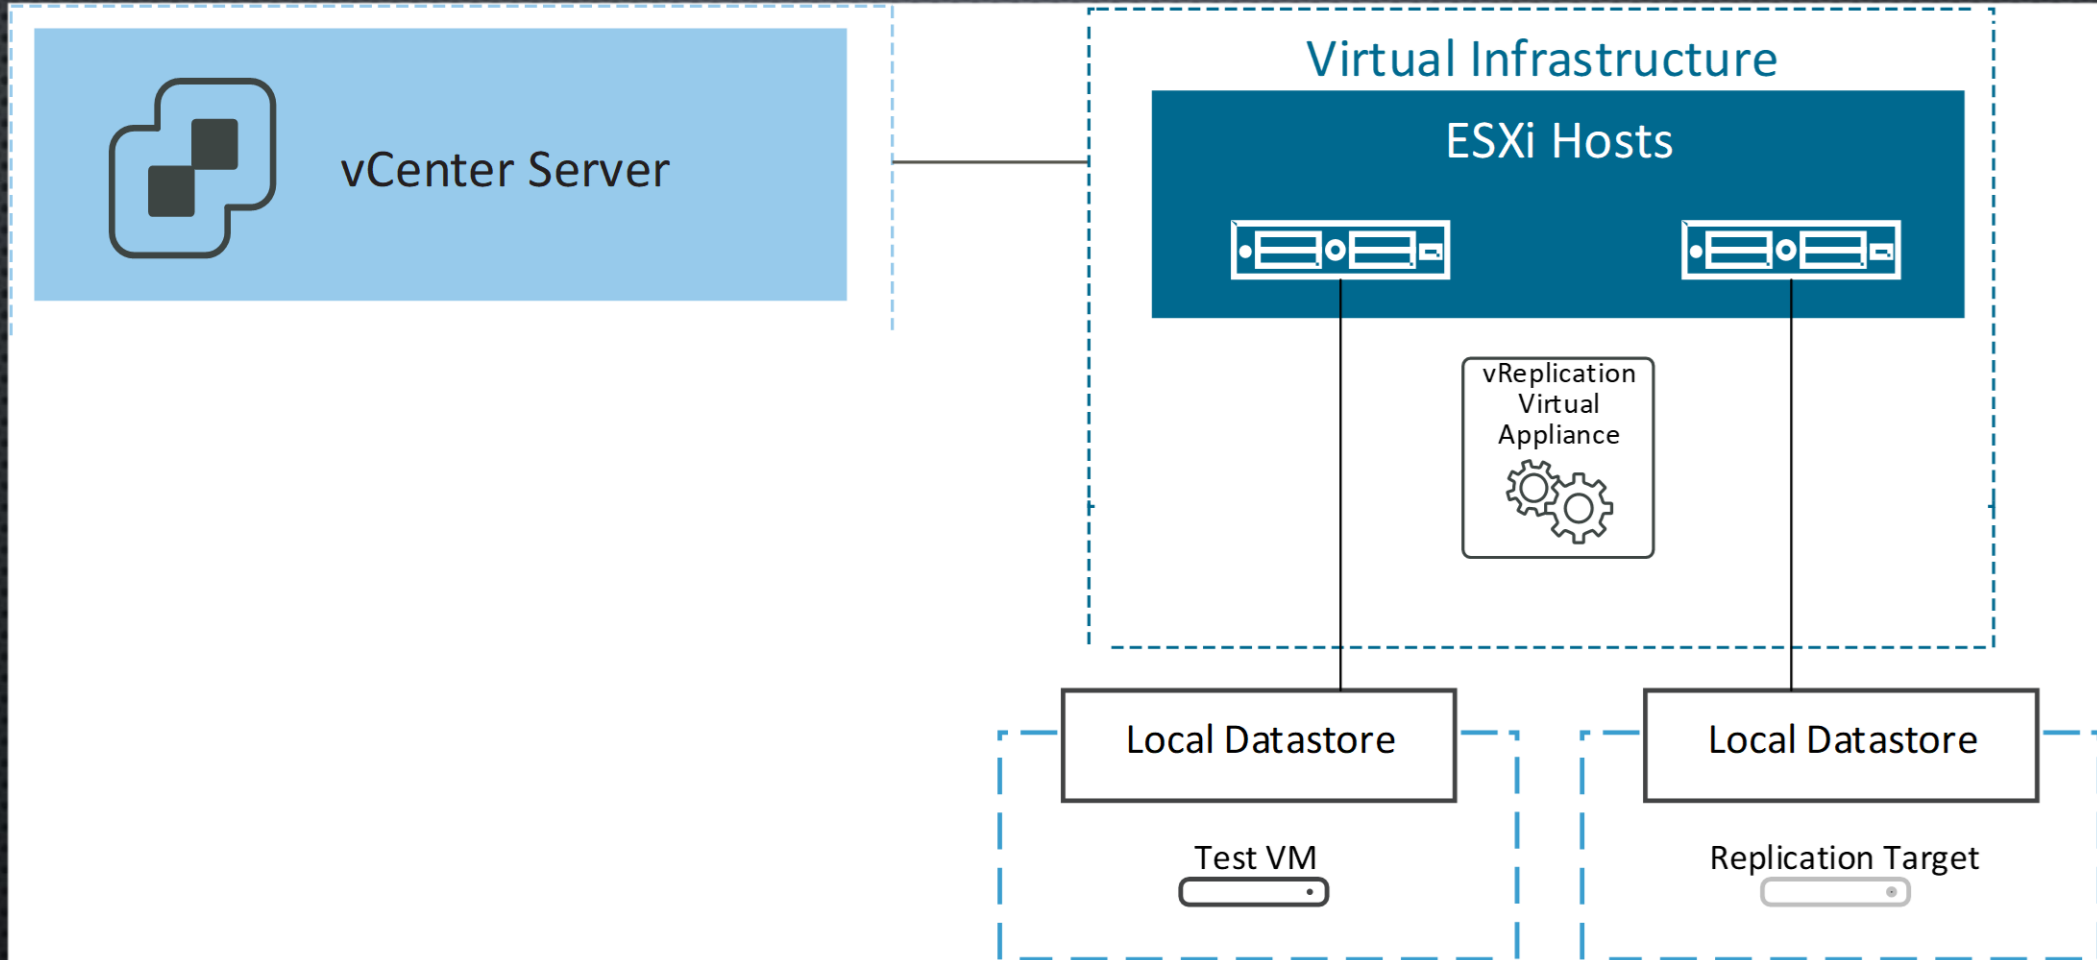 vCenter Server
Virtual Infrastructure
ESXi Hosts
vReplication
Virtual
Appliance
Local Datastore
Local Datastore
Test VM
Replication Target